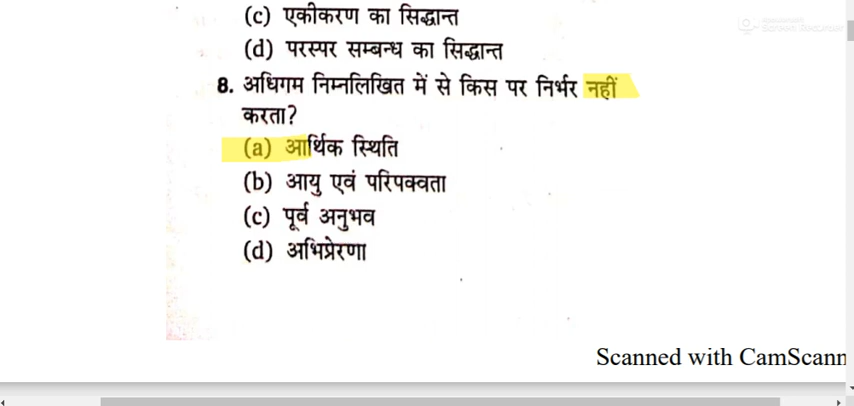 (c) एकीकरण का सिद्धान्त
(d) परस्पर सम्बन्ध का सिद्धान्त
8. अधिगम निम्नलिखित में से किस पर निर्भर नहीं
करता?
(a) आर्थिक स्थिति
(b) आयु एवं परिपक्वता
(c) पूर्व अनुभव
(d) अभिप्रेरणा
Scanned with CamScann